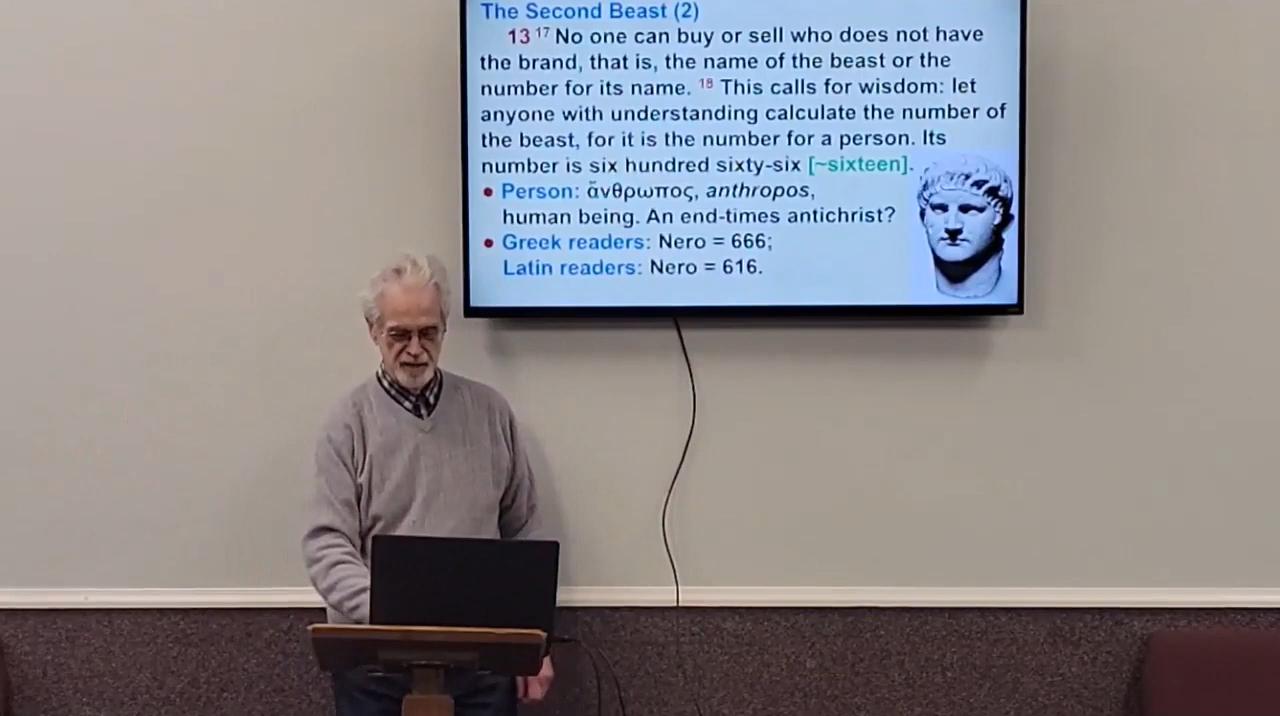 The Second Beast (2)
13 17 No one can buy or sell who does not have
the brand, that is, the name of the beast or the
number for its name. 18 This calls for wisdom: let
anyone with understanding calculate the number of
the beast, for it is the number for a person. Its
number is six hundred sixty-six [~sixteen].
• Person: ἄνθρωπος, anthropos,
human being. An end-times antichrist?
• Greek readers: Nero = 666;
Latin readers: Nero = 616.